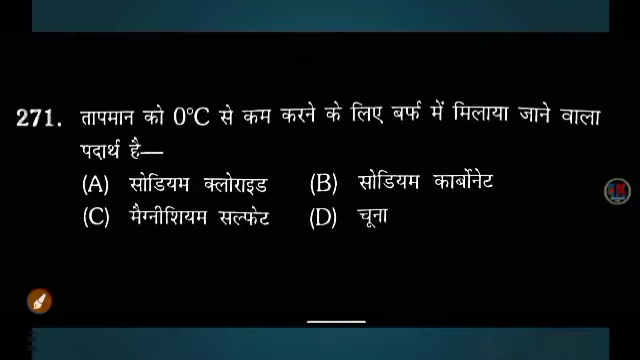 271. तापमान को 0°C से कम करने के लिए बर्फ में मिलाया जाने वाला
पदार्थ है—
(A) सोडियम क्लोराइड (B) सोडियम कार्बोनेट
(C) मैग्नीशियम सल्फेट (D) चूना